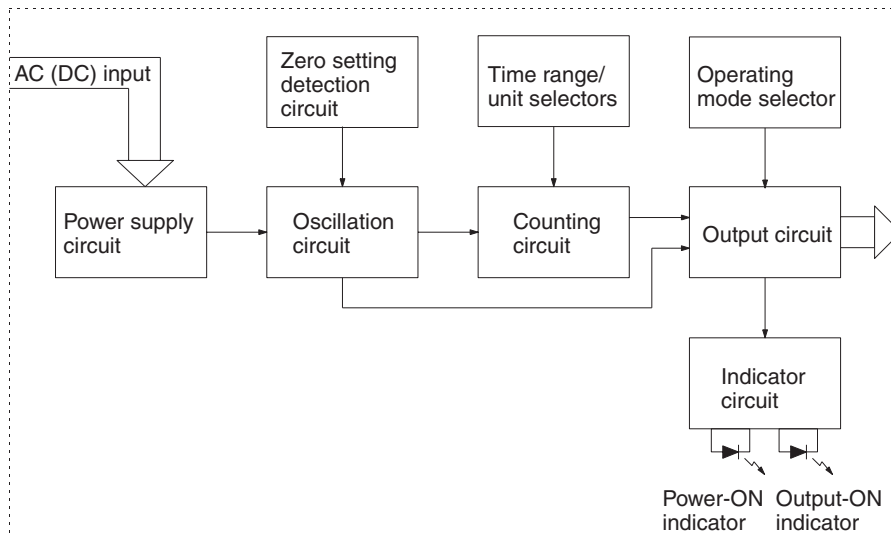 AC (DC) input
Zero setting
detection
circuit
Time range/
unit selectors
Operating
mode selector
Power supply
circuit
Oscillation
circuit
Counting
circuit
Output circuit
Indicator
circuit
Power-ON
indicator
Output-ON
indicator